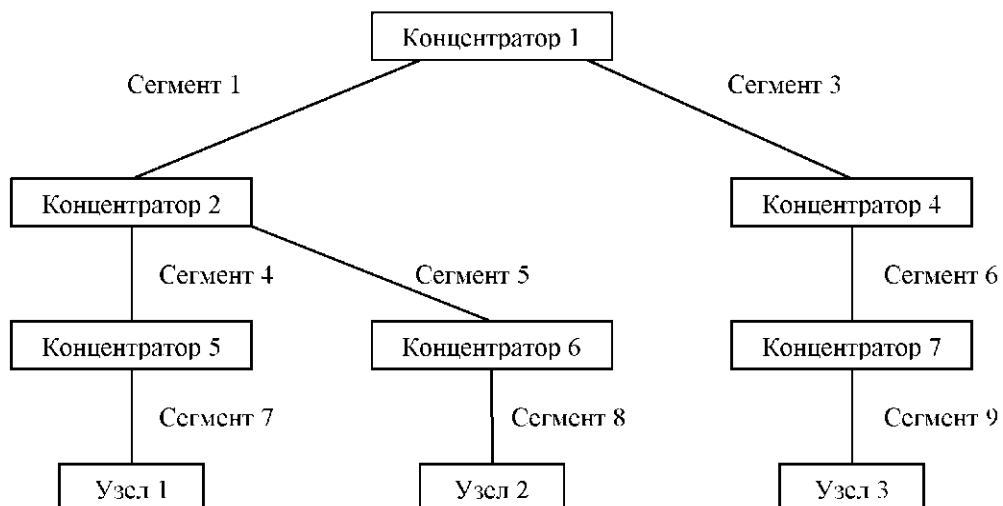 Концентратор 1
Сегмент 1
Сегмент 3
Концентратор 2
Концентратор 4
Сегмент 4
Сегмент 5
Сегмент 6
Концентратор 5
Концентратор 6
Концентратор 7
Сегмент 7
Сегмент 8
Сегмент 9
Узел 1
Узел 2
Узел 3